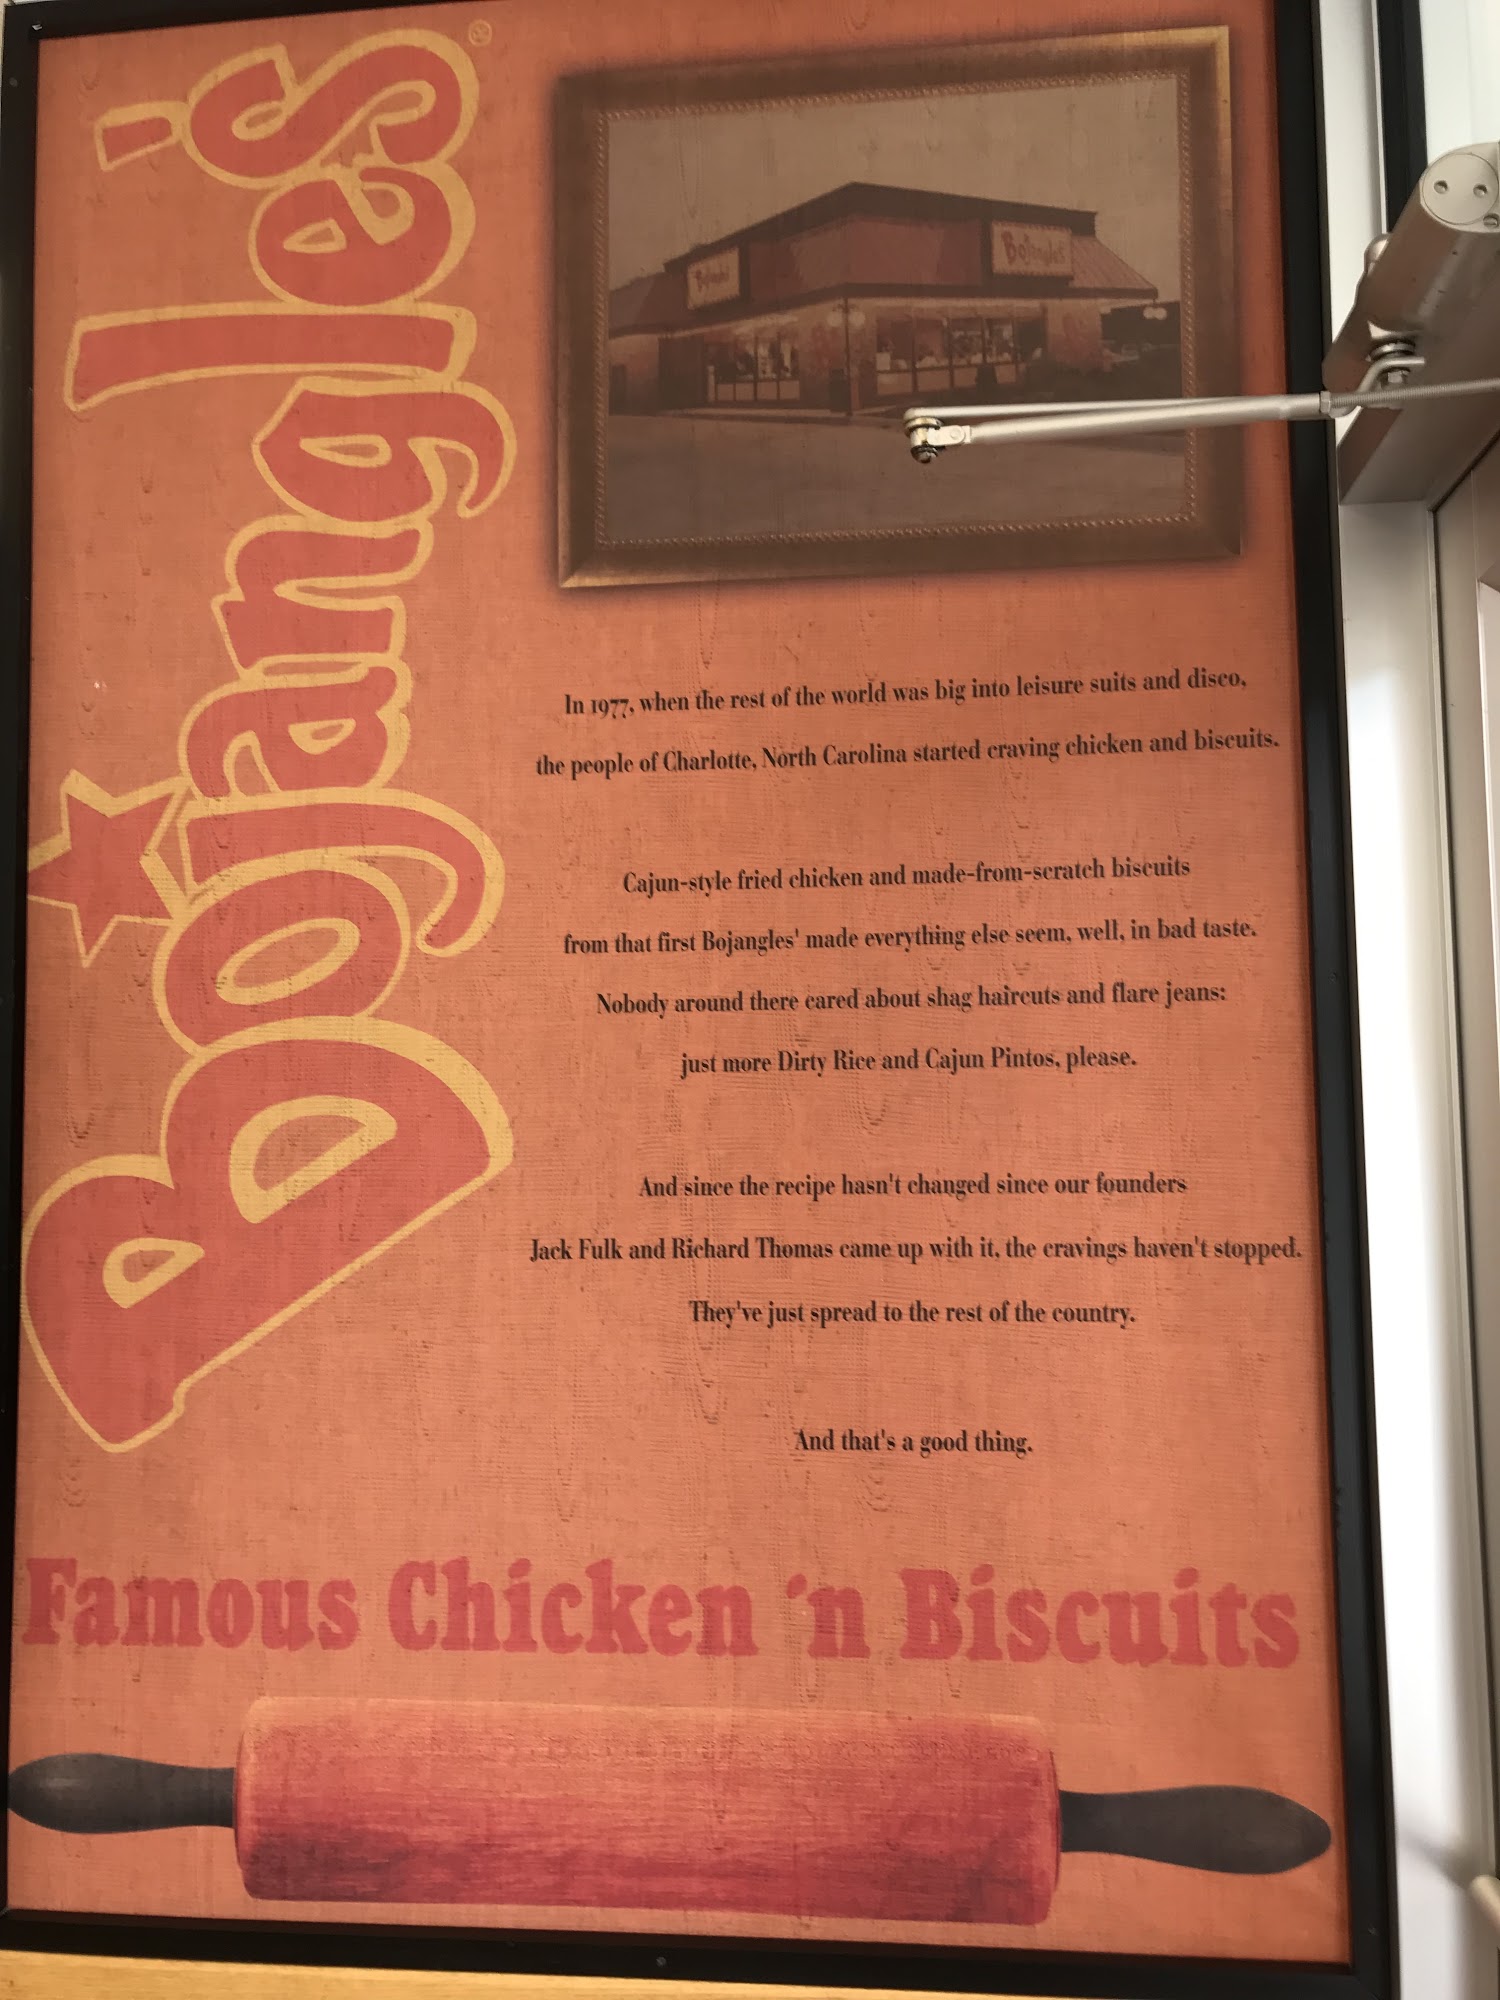 Bojangles'®
Bojangles'
Bojangles'
In 1977, when the rest of the world was big into leisure suits and disco,
the people of Charlotte, North Carolina started craving chicken and biscuits.
Cajun-style fried chicken and made-from-scratch biscuits
from that first Bojangles' made everything else seem, well, in bad taste.
Nobody around there cared about shag haircuts and flare jeans:
just more Dirty Rice and Cajun Pintos, please.
And since the recipe hasn't changed since our founders
Jack Fulk and Richard Thomas came up with it, the cravings haven't stopped.
They've just spread to the rest of the country.
And that's a good thing.
Famous Chicken 'n Biscuits